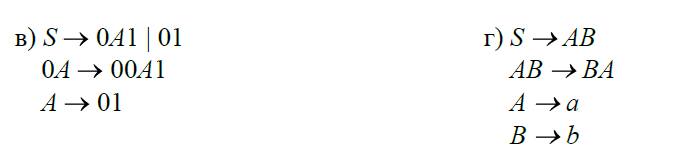 в) S → 0A1 | 01
0A → 00A1
A → 01
г) S → AB
AB → BA
A → a
B → b